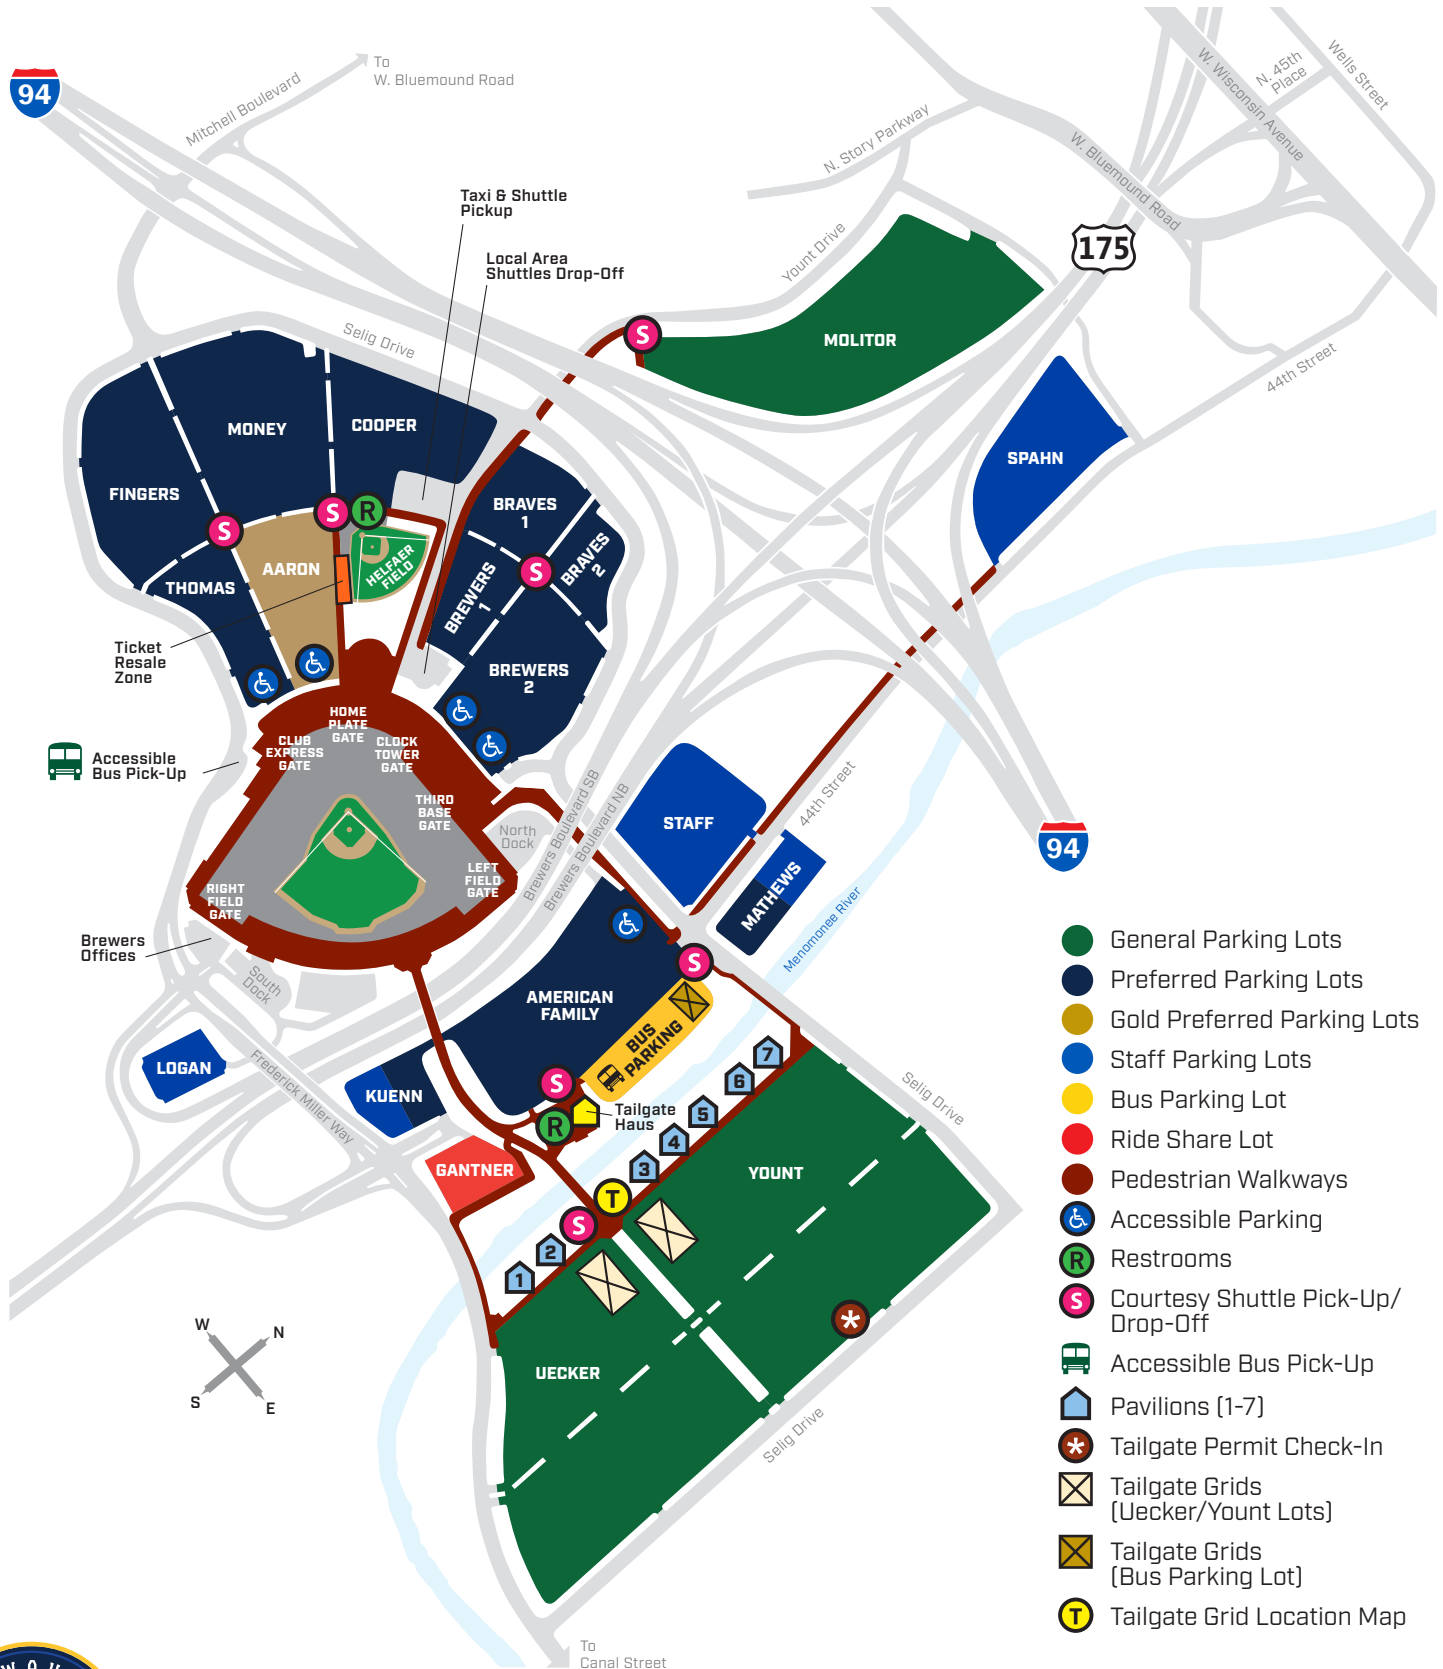 94
To
W. Bluemound Road
Mitchell Boulevard
Taxi & Shuttle
Pickup
Local Area
Shuttles Drop-Off
N. Story Parkway
Yount Drive
W. Bluemound Road
W. Wisconsin Avenue
N. 45th
Place
Wells Street
175
44th Street
Selig Drive
S
MOLITOR
SPAHN
MONEY
COOPER
FINGERS
S
S
R
AARON
THOMAS
HELFAER
FIELD
BRAVES
1
BRAVES
2
S
BREWERS
1
BREWERS
2
Ticket
Resale
Zone
Accessible
Bus Pick-Up
HOME
PLATE
GATE
CLUB
EXPRESS
GATE
CLOCK
TOWER
GATE
THIRD
BASE
GATE
LEFT
FIELD
GATE
RIGHT
FIELD
GATE
North
Dock
Brewers Boulevard SB
Brewers Boulevard NB
STAFF
44th Street
MATHEWS
Menomonee River
94
Brewers
Offices
South
Dock
AMERICAN
FAMILY
S
BUS
PARKING
LOGAN
KUENN
Frederick Miller Way
S
R
Tailgate
Haus
GANTNER
7
6
5
4
3
T
S
2
1
YOUNT
Selig Drive
UECKER
*
Selig Drive
W
N
S
E
To
Canal Street
General Parking Lots
Preferred Parking Lots
Gold Preferred Parking Lots
Staff Parking Lots
Bus Parking Lot
Ride Share Lot
Pedestrian Walkways
Accessible Parking
R Restrooms
S Courtesy Shuttle Pick-Up/
Drop-Off
Accessible Bus Pick-Up
Pavilions (1-7)
* Tailgate Permit Check-In
Tailgate Grids
(Uecker/Yount Lots)
Tailgate Grids
(Bus Parking Lot)
T Tailgate Grid Location Map